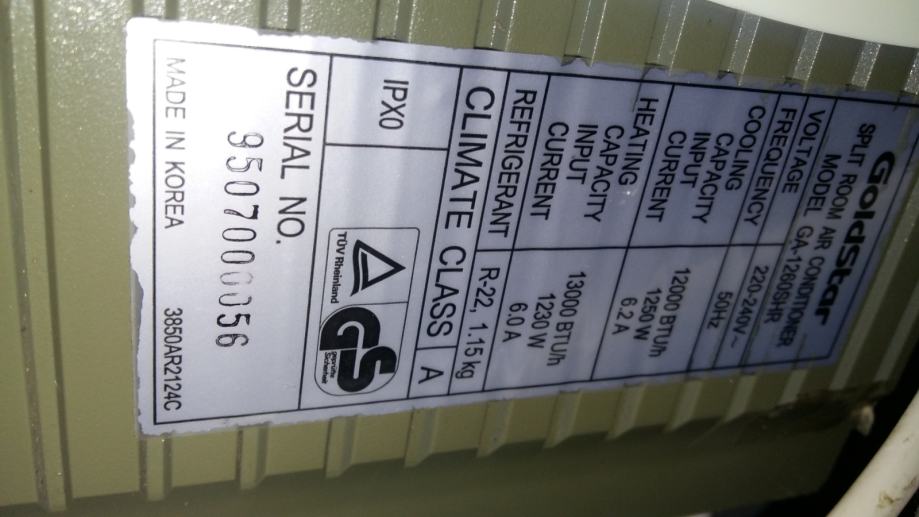 GoldStar
SPLIT ROOM AIR CONDITIONER
MODEL GA-1260SHR
VOLTAGE 220-240V~
FREQUENCY 50Hz
COOLING
CAPACITY 12000 BTU/h
INPUT 1250 W
CURRENT 6.2 A
HEATING
CAPACITY 13000 BTU/h
INPUT 1230 W
CURRENT 6.0 A
REFRIGERANT R-22, 1.15 kg
CLIMATE CLASS A
IPX0
TÜV Rheinland
GS
geprüfte
Sicherheit
SERIAL NO.
950700056
MADE IN KOREA 3850AR2124C